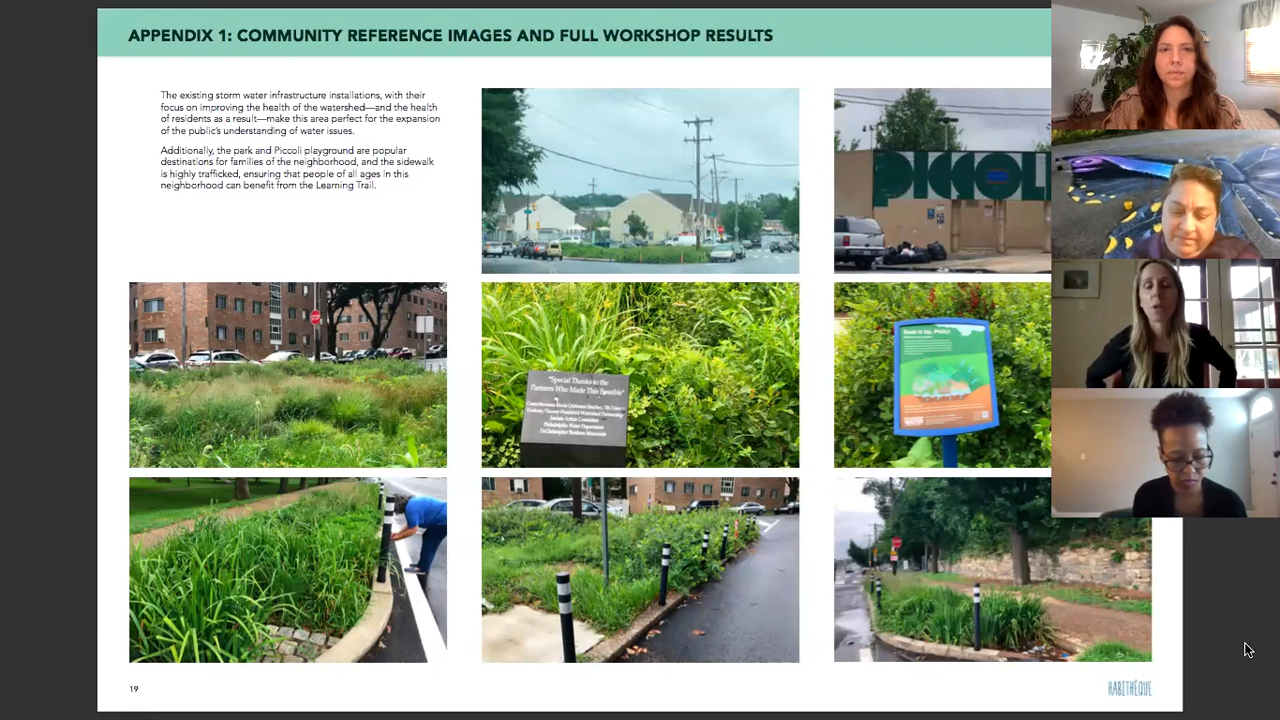 APPENDIX 1: COMMUNITY REFERENCE IMAGES AND FULL WORKSHOP RESULTS
The existing storm water infrastructure installations, with their
focus on improving the health of the watershed—and the health
of residents as a result—make this area perfect for the expansion
of the public's understanding of water issues.
Additionally, the park and Piccoli playground are popular
destinations for families of the neighborhood, and the sidewalk
is highly trafficked, ensuring that people of all ages in this
neighborhood can benefit from the Learning Trail.
PICCOLI
STOP
"Special Thanks to the
Partners Who Made This Possible"
Philadelphia Water Department
Soak It Up, Philly!
19
HABITHÈQUE